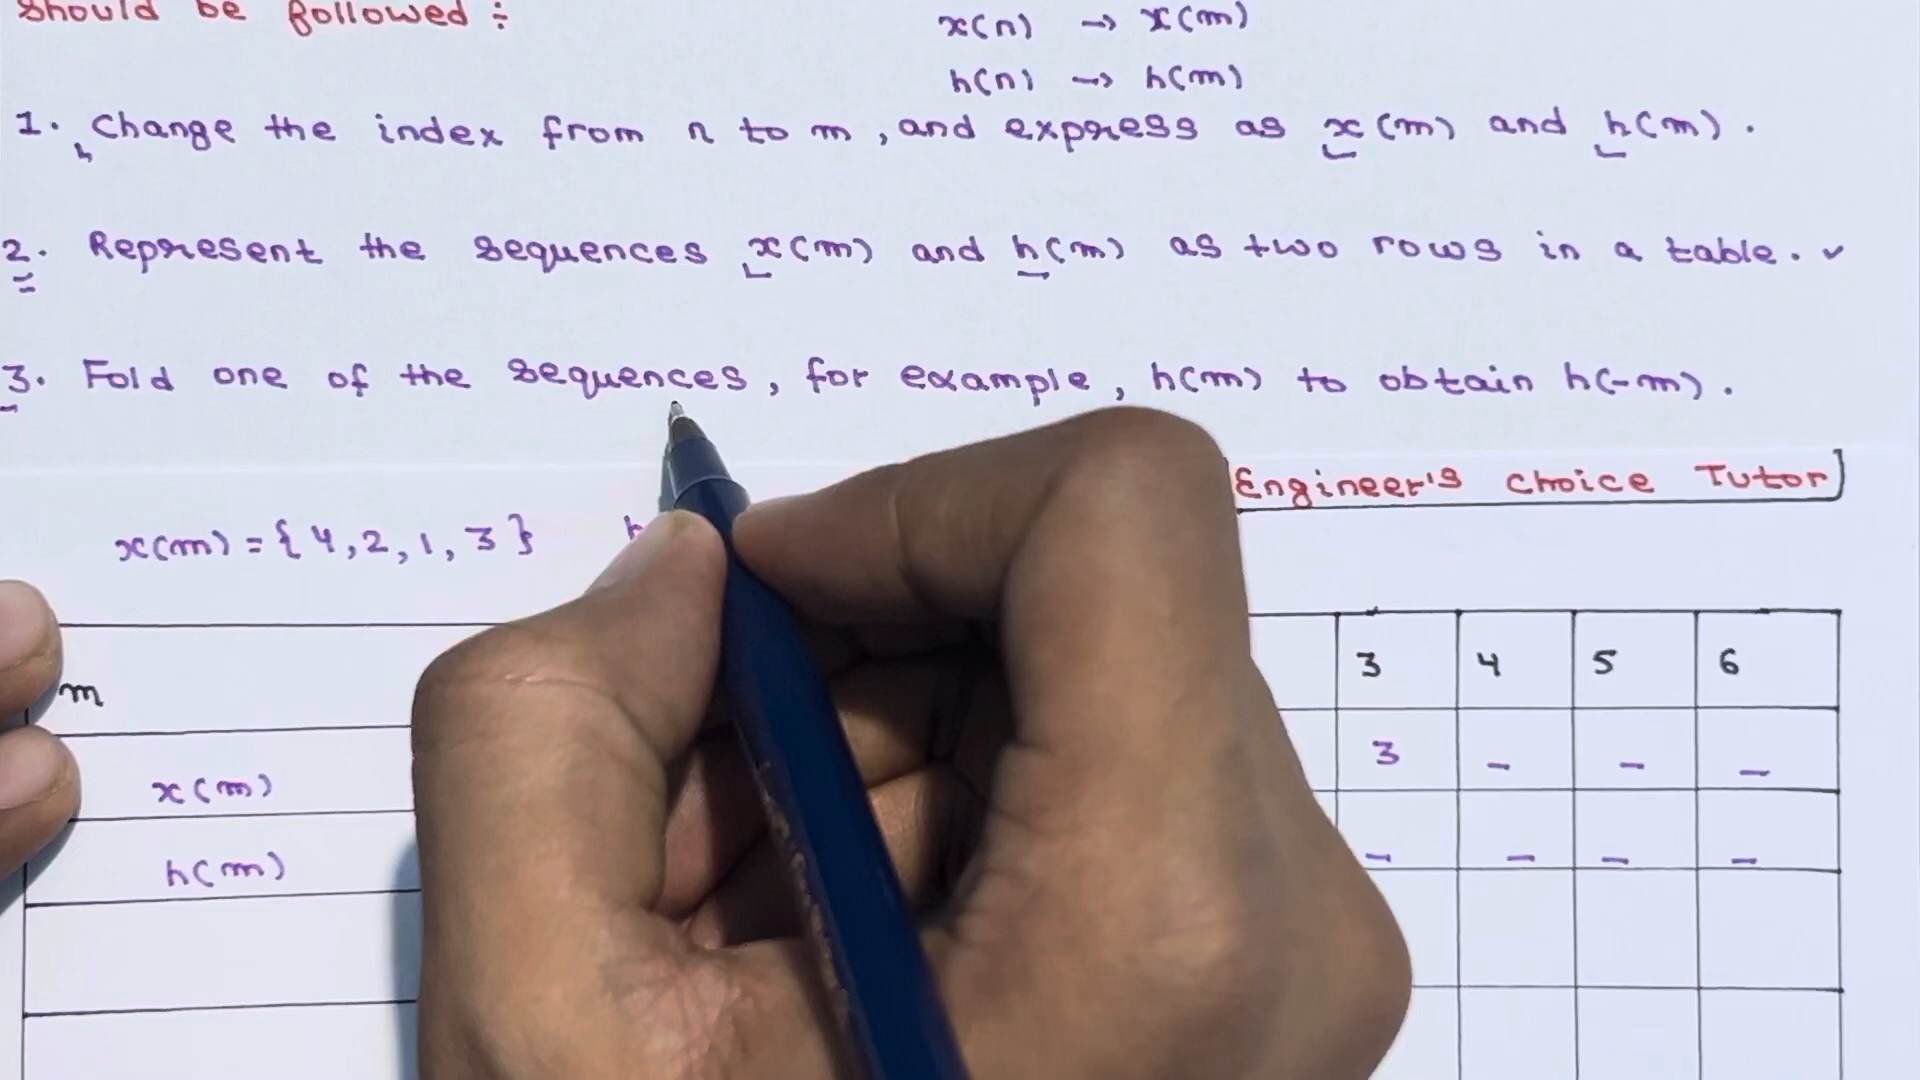 should be followed :
x(n) → x(m)
h(n) → h(m)
1. Change the index from n to m, and express as x(m) and h(m).
2. Represent the sequences x(m) and h(m) as two rows in a table. ✓
3. Fold one of the sequences, for example, h(m) to obtain h(-m).
Engineer's choice Tutor
x(m) = { 4, 2, 1, 3 } h
m 3 4 5 6
x(m) 3 - - -
h(m) - - - -